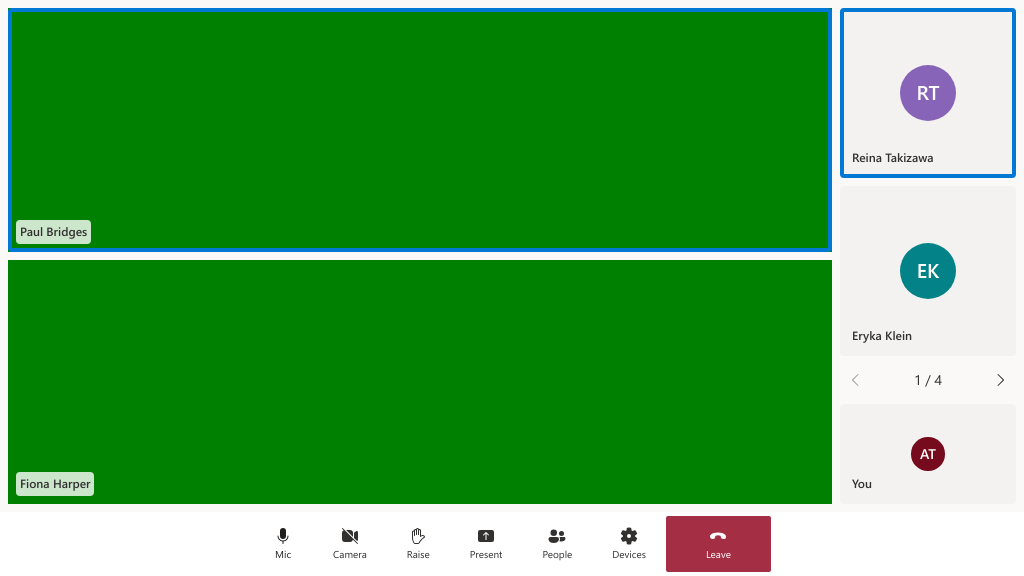 Paul Bridges
Fiona Harper
RT
Reina Takizawa
EK
Eryka Klein
1 / 4
AT
You
Mic
Camera
Raise
Present
People
Devices
Leave